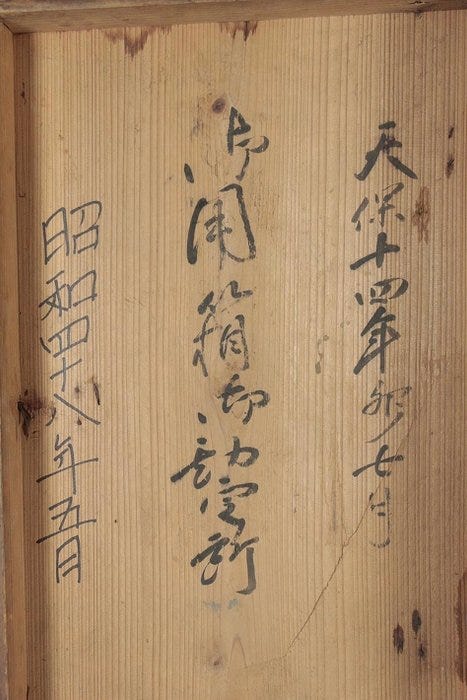 天保十四年夘七月
御用箱御勘定所
昭和四十八年五月